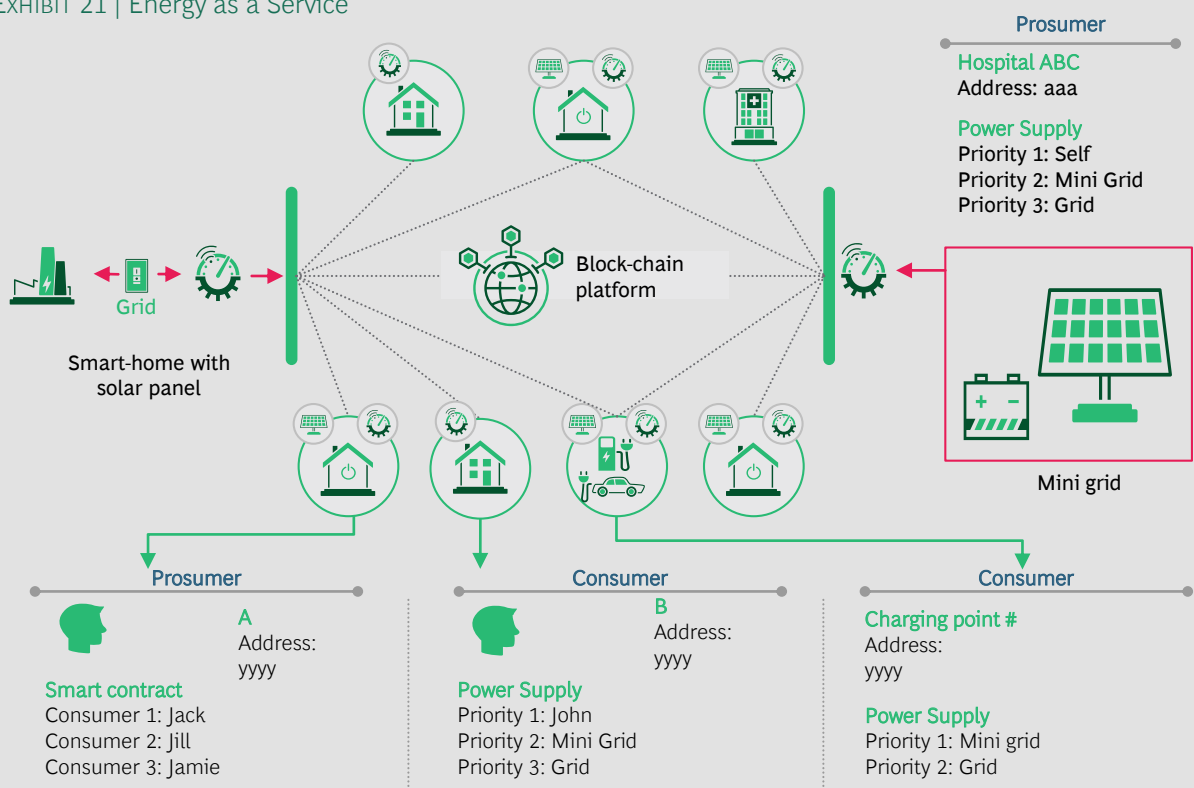 EXHIBIT 21 | Energy as a Service
Prosumer
Hospital ABC
Address: aaa
Power Supply
Priority 1: Self
Priority 2: Mini Grid
Priority 3: Grid
Block-chain
platform
Grid
Smart-home with
solar panel
Mini grid
Prosumer
A
Address:
yyyy
Smart contract
Consumer 1: Jack
Consumer 2: Jill
Consumer 3: Jamie
Consumer
B
Address:
yyyy
Power Supply
Priority 1: John
Priority 2: Mini Grid
Priority 3: Grid
Consumer
Charging point #
Address:
yyyy
Power Supply
Priority 1: Mini grid
Priority 2: Grid